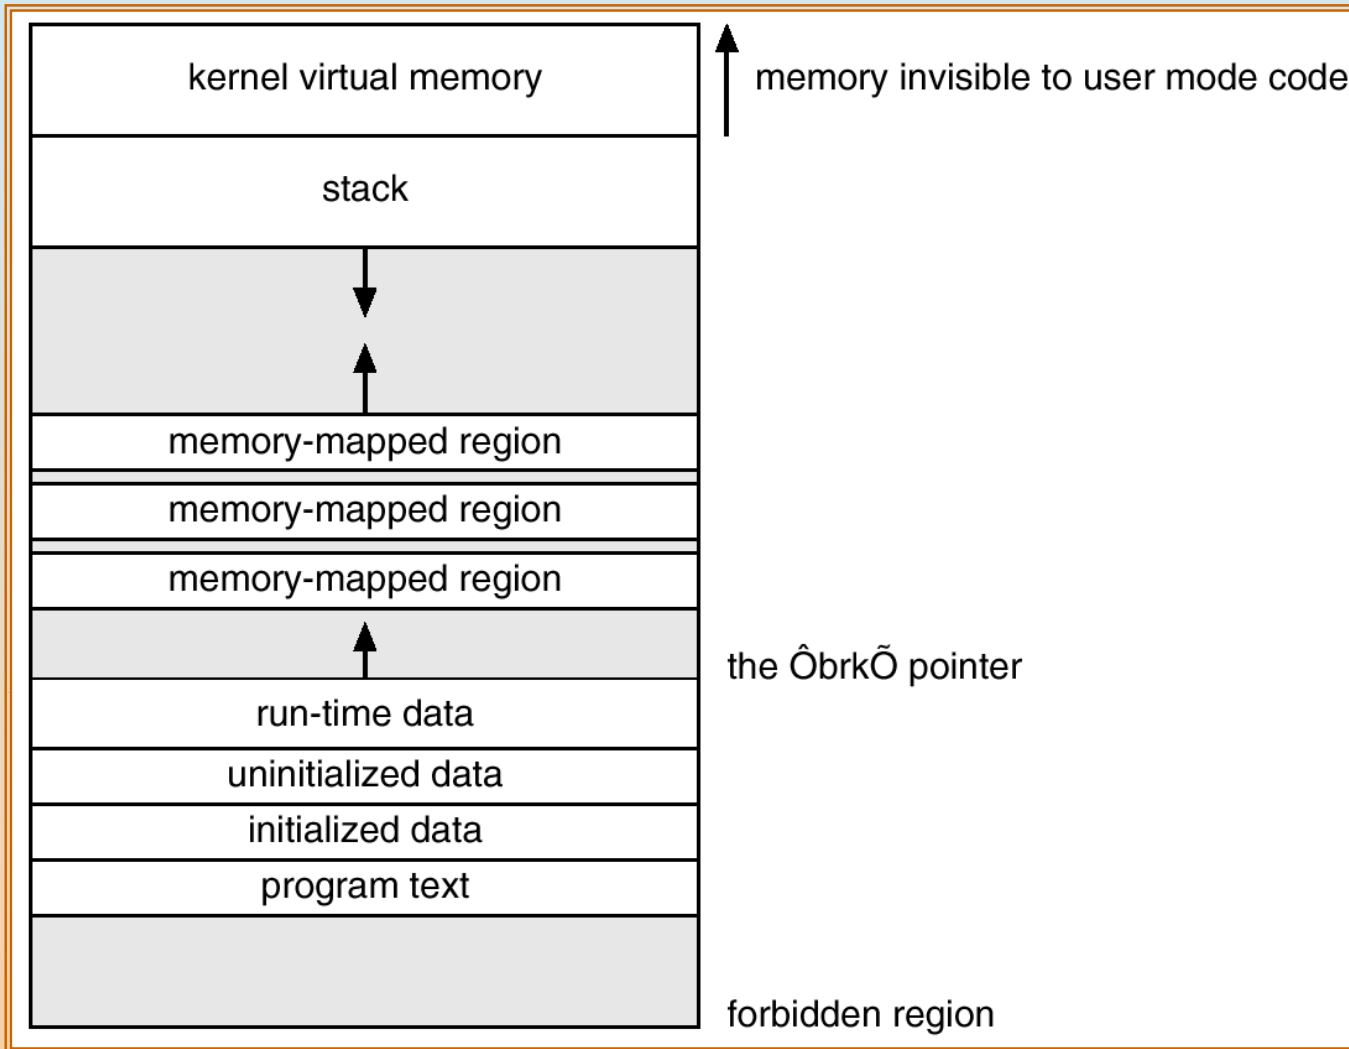 kernel virtual memory
memory invisible to user mode code
stack
memory-mapped region
memory-mapped region
memory-mapped region
the ÔbrkÕ pointer
run-time data
uninitialized data
initialized data
program text
forbidden region